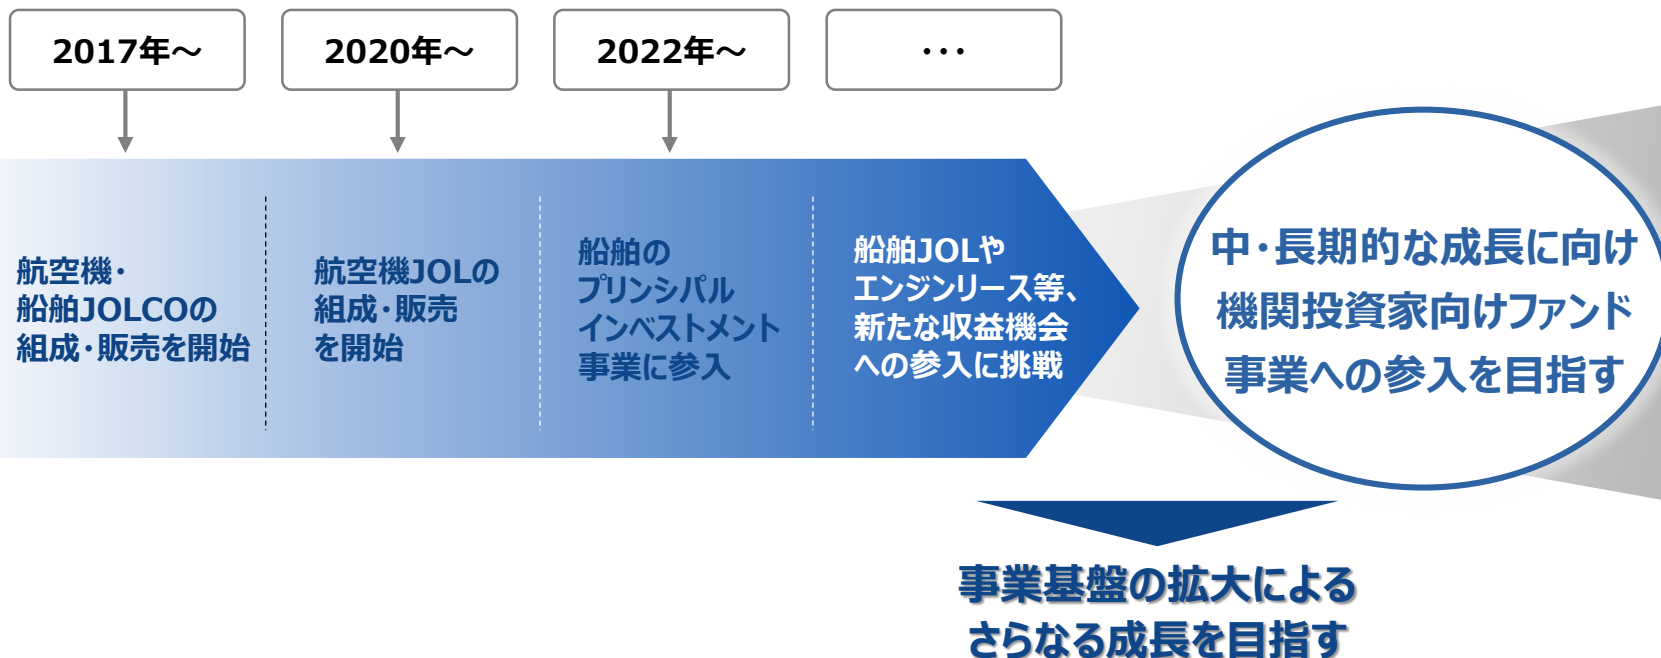 2017年～
2020年～
2022年～
･･･
航空機･
船舶JOLCOの
組成･販売を開始
航空機JOLの
組成･販売
を開始
船舶の
プリンシパル
インベストメント
事業に参入
船舶JOLや
エンジンリース等、
新たな収益機会
への参入に挑戦
中･長期的な成長に向け
機関投資家向けファンド
事業への参入を目指す
事業基盤の拡大による
さらなる成長を目指す